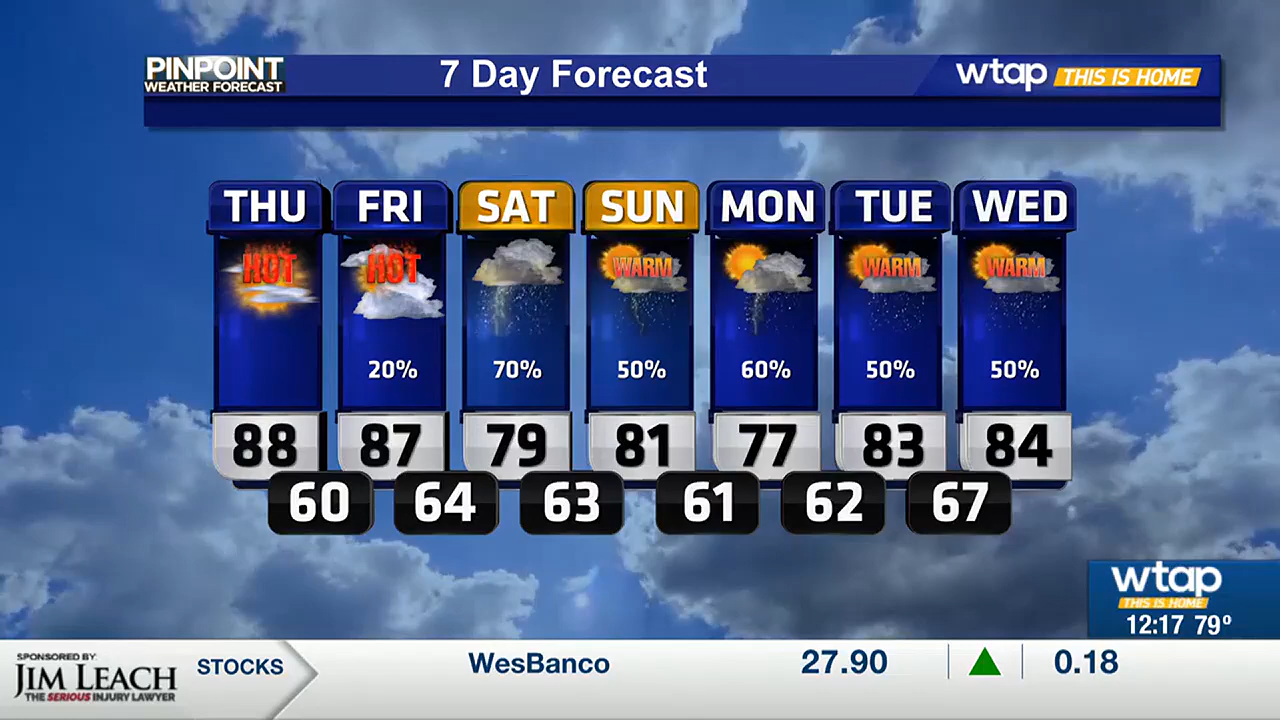 PINPOINT
WEATHER FORECAST
7 Day Forecast
wtap THIS IS HOME
THU FRI SAT SUN MON TUE WED
HOT HOT WARM WARM WARM
20% 70% 50% 60% 50% 50%
88 87 79 81 77 83 84
60 64 63 61 62 67
wtap
THIS IS HOME
12:17 79º
SPONSORED BY:
JIM LEACH
THE SERIOUS INJURY LAWYER
STOCKS
WesBanco 27.90 0.18